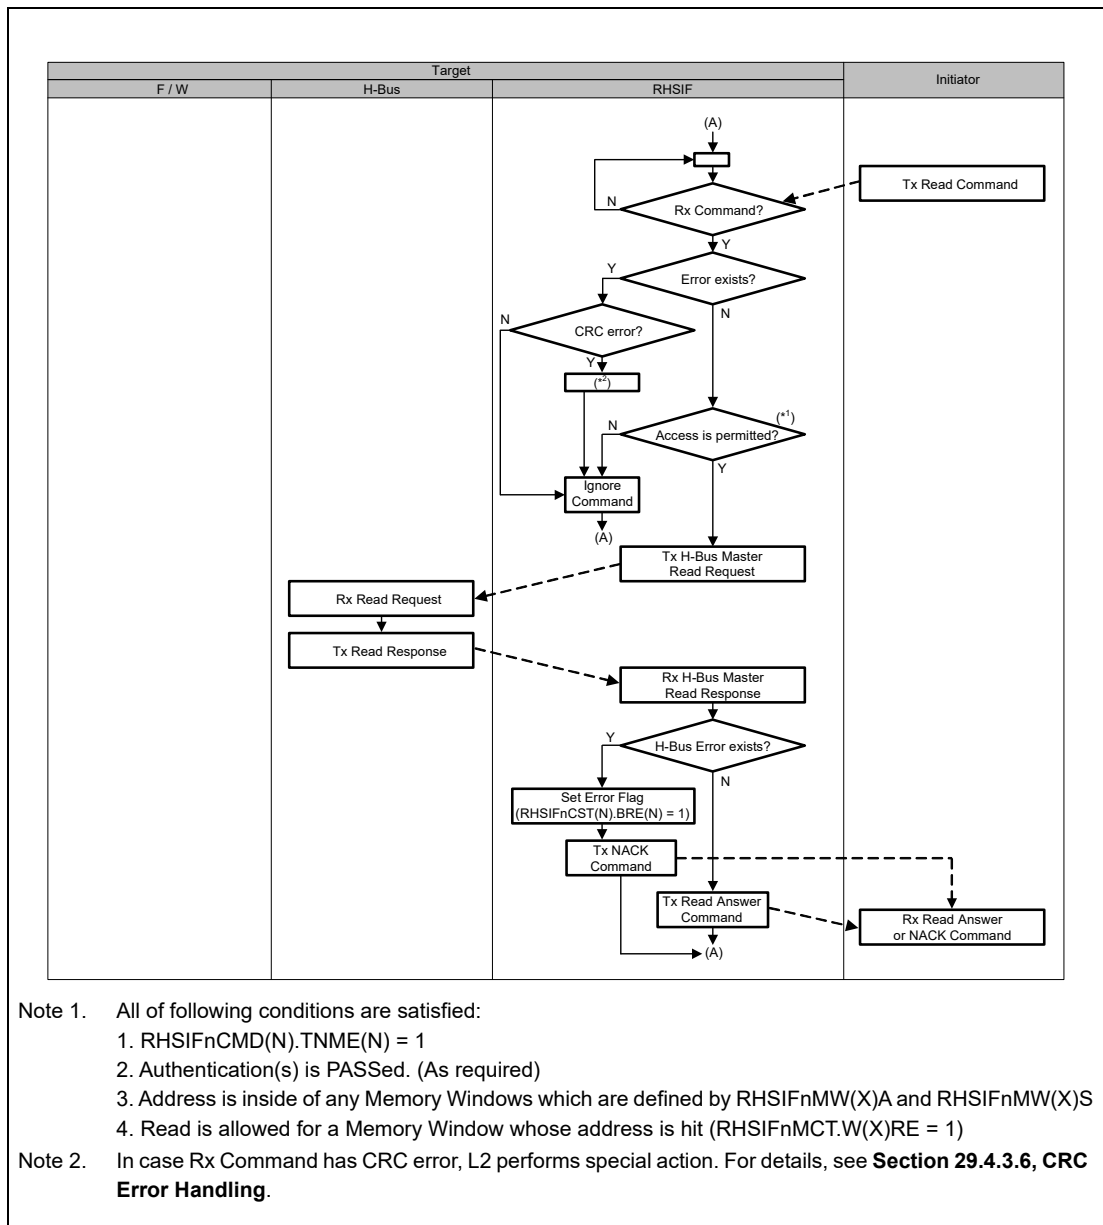 Target
Initiator
F / W
H-Bus
RHSIF
(A)
Tx Read Command
N
Rx Command?
Y
Y
Error exists?
N
N
CRC error?
Y
(*2)
(*1)
N
Access is permitted?
Y
Ignore
Command
(A)
Tx H-Bus Master
Read Request
Rx Read Request
Tx Read Response
Rx H-Bus Master
Read Response
Y
H-Bus Error exists?
N
Set Error Flag
(RHSIFnCST(N).BRE(N) = 1)
Tx NACK
Command
Tx Read Answer
Command
Rx Read Answer
or NACK Command
(A)
Note 1. All of following conditions are satisfied:
1. RHSIFnCMD(N).TNME(N) = 1
2. Authentication(s) is PASSed. (As required)
3. Address is inside of any Memory Windows which are defined by RHSIFnMW(X)A and RHSIFnMW(X)S
4. Read is allowed for a Memory Window whose address is hit (RHSIFnMCT.W(X)RE = 1)
Note 2. In case Rx Command has CRC error, L2 performs special action. For details, see Section 29.4.3.6, CRC
Error Handling.